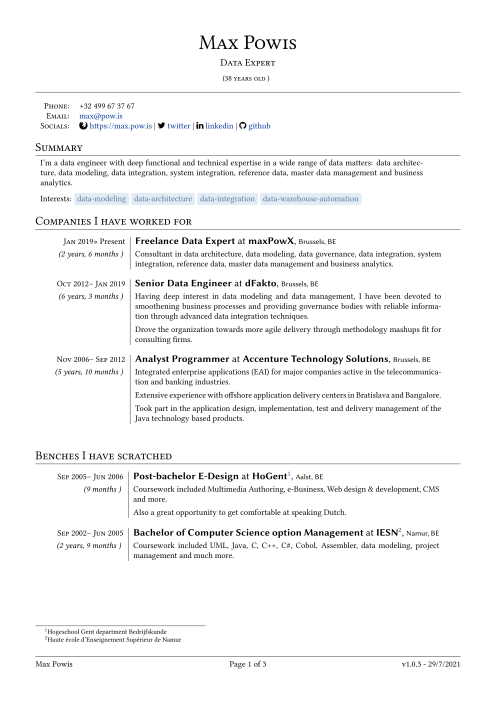 Max Powis
Data Expert
(38 years old )
Phone: +32 499 67 37 67
Email: max@pow.is
Socials: https://max.pow.is | twitter | linkedin | github
Summary
I'm a data engineer with deep functional and technical expertise in a wide range of data matters: data architec-
ture, data modeling, data integration, system integration, reference data, master data management and business
analytics.
Interests: data-modeling data-architecture data-integration data-warehouse-automation
Companies I have worked for
Jan 2019» Present Freelance Data Expert at maxPowX, Brussels, BE
(2 years, 6 months ) Consultant in data architecture, data modeling, data governance, data integration, system
integration, reference data, master data management and business analytics.
Oct 2012– Jan 2019 Senior Data Engineer at dFakto, Brussels, BE
(6 years, 3 months ) Having deep interest in data modeling and data management, I have been devoted to
smoothening business processes and providing governance bodies with reliable informa-
tion through advanced data integration techniques.
Drove the organization towards more agile delivery through methodology mashups fit for
consulting firms.
Nov 2006– Sep 2012 Analyst Programmer at Accenture Technology Solutions, Brussels, BE
(5 years, 10 months ) Integrated enterprise applications (EAI) for major companies active in the telecommunica-
tion and banking industries.
Extensive experience with offshore application delivery centers in Bratislava and Bangalore.
Took part in the application design, implementation, test and delivery management of the
Java technology based products.
Benches I have scratched
Sep 2005– Jun 2006 Post-bachelor E-Design at HoGent1, Aalst, BE
(9 months ) Coursework included Multimedia Authoring, e-Business, Web design & development, CMS
and more.
Also a great opportunity to get comfortable at speaking Dutch.
Sep 2002– Jun 2005 Bachelor of Computer Science option Management at IESN2, Namur, BE
(2 years, 9 months ) Coursework included UML, Java, C, C++, C#, Cobol, Assembler, data modeling, project
management and much more.
1Hogeschool Gent department Bedrijfskunde
2Haute école d'Enseignement Supérieur de Namur
Max Powis Page 1 of 3 v1.0.3 - 29/7/2021